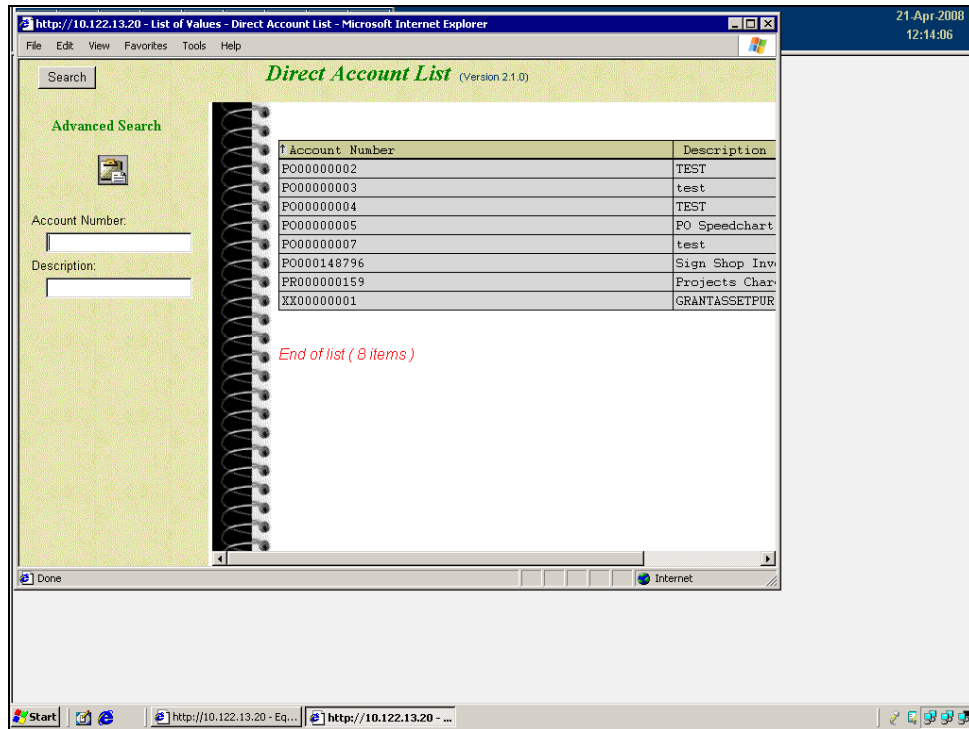 http://10.122.13.20 - List of Values - Direct Account List - Microsoft Internet Explorer
21-Apr-2008
12:14:06
File Edit View Favorites Tools Help
Search
Direct Account List (Version 2.1.0)
Advanced Search
Account Number:
Description:
↑ Account Number Description
PO00000002 TEST
PO00000003 test
PO00000004 TEST
PO00000005 PO Speedchart
PO00000007 test
PO000148796 Sign Shop Inv
PR000000159 Projects Char
XX00000001 GRANTASSETPUR
End of list ( 8 items )
Done
Internet
Start
http://10.122.13.20 - Eq...
http://10.122.13.20 - ...